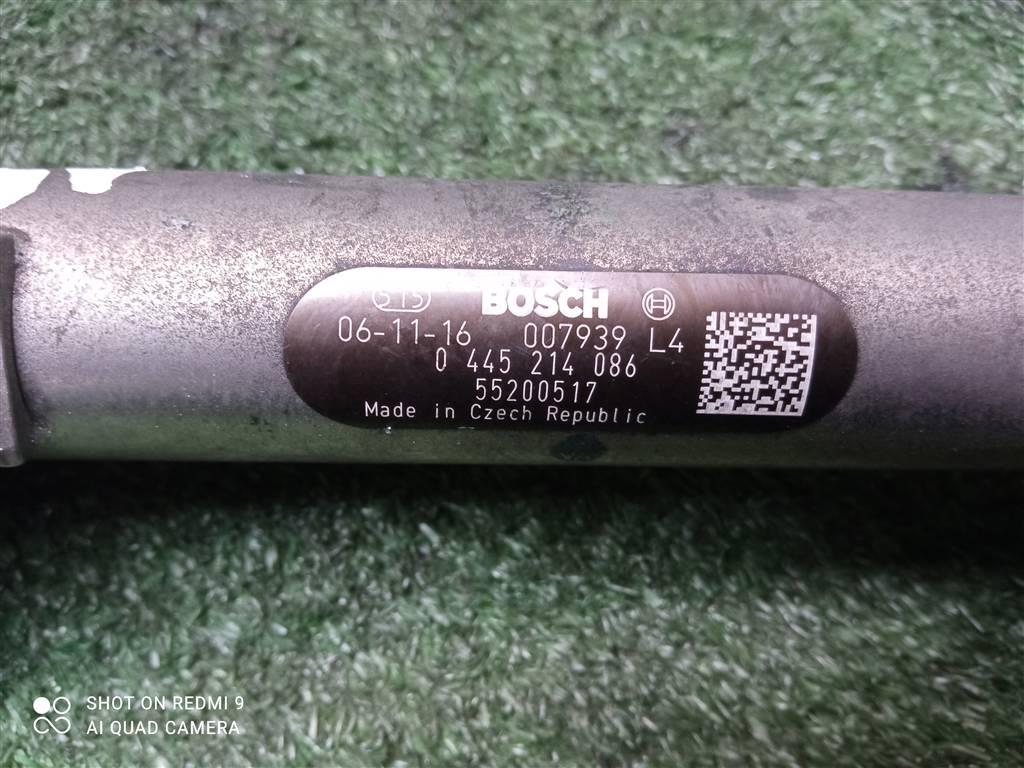 515 BOSCH H
06-11-16 007939 L4
0 445 214 086
55200517
Made in Czech Republic
SHOT ON REDMI 9
AI QUAD CAMERA